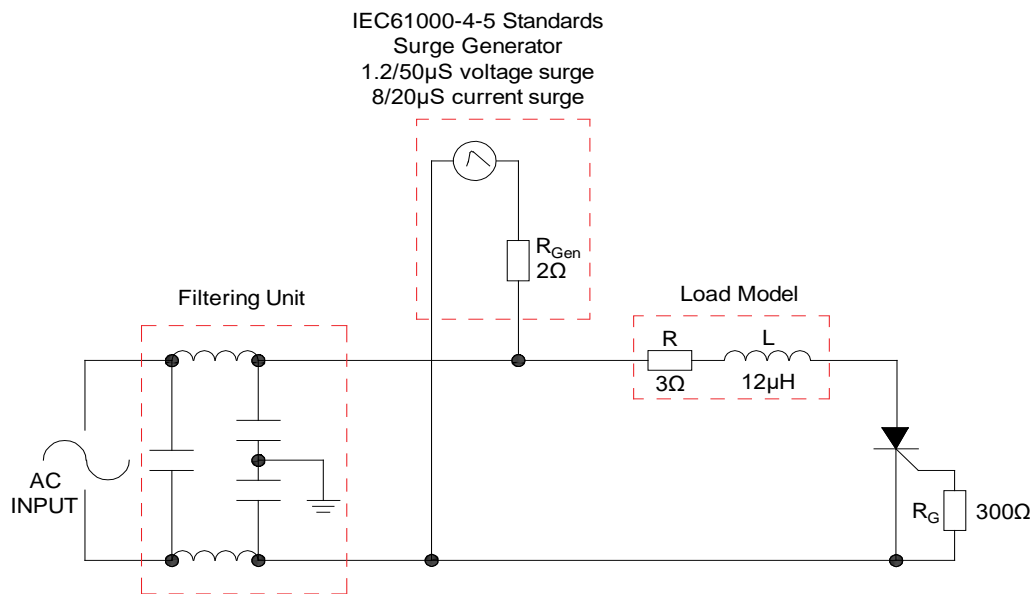 IEC61000-4-5 Standards
Surge Generator
1.2/50µS voltage surge
8/20µS current surge
R_Gen
2Ω
Filtering Unit
Load Model
R
L
3Ω
12µH
AC
INPUT
R_G
300Ω